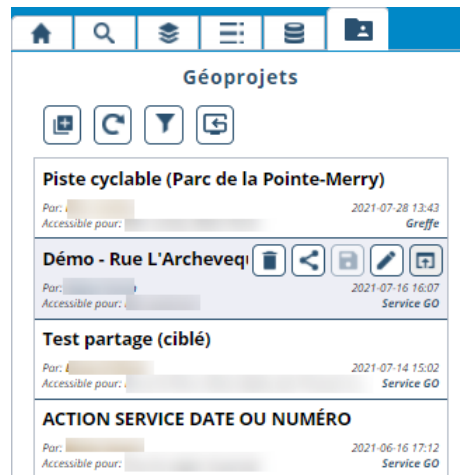 Géoprojets
Piste cyclable (Parc de la Pointe-Merry)
Par:
2021-07-28 13:43
Accessible pour:
Greffe
Démo - Rue L'Archevequ
Par:
2021-07-16 16:07
Accessible pour:
Service GO
Test partage (ciblé)
Par:
2021-07-14 15:02
Accessible pour:
Service GO
ACTION SERVICE DATE OU NUMÉRO
Par:
2021-06-16 17:12
Accessible pour:
Service GO